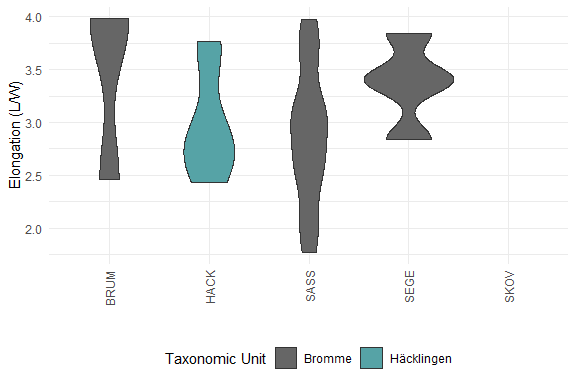 4.0
3.5
3.0
2.5
2.0
Elongation (L/W)
BRUM
HACK
SASS
SEGE
SKOV
Taxonomic Unit Bromme Häcklingen